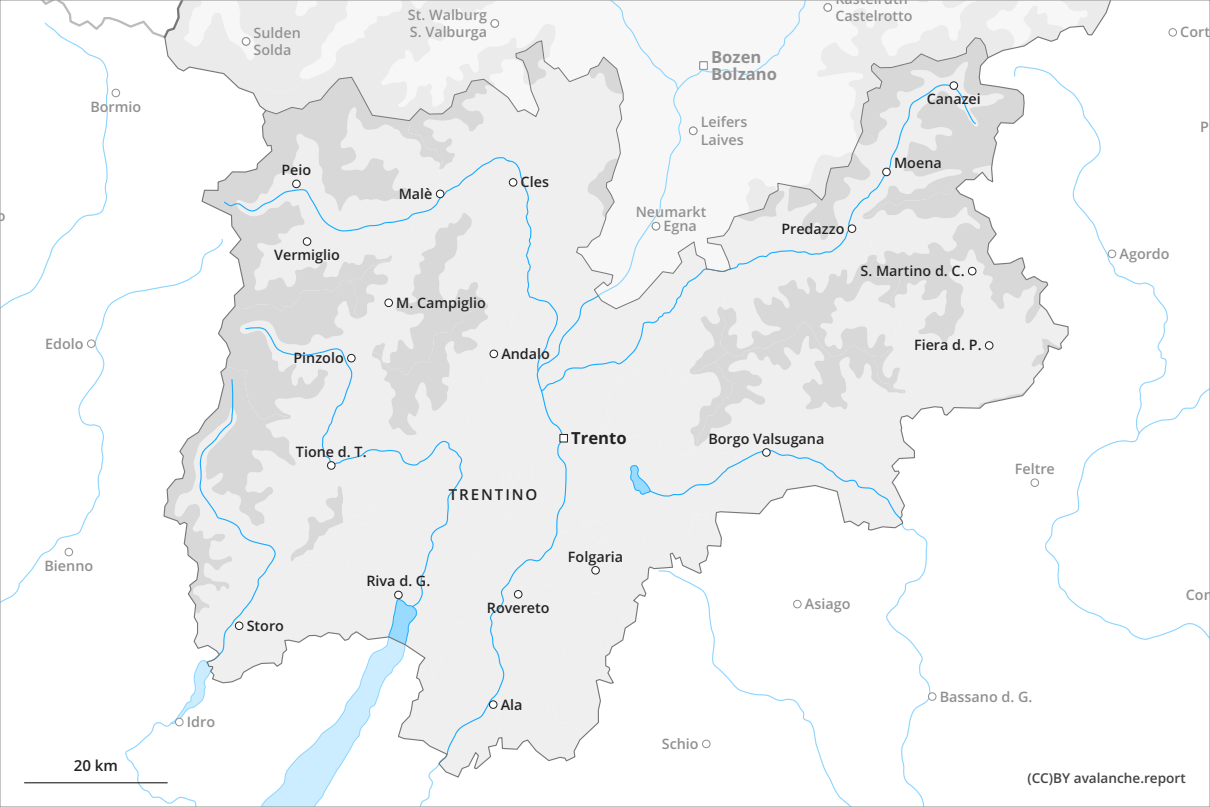 Kastelruth
Castelrotto
St. Walburg
S. Valburga
Sulden
Solda
Cort
Bozen
Bolzano
Bormio
Canazei
Leifers
Laives
P
Moena
Peio
Malè
Cles
Neumarkt
Egna
Predazzo
Vermiglio
Agordo
S. Martino d. C.
M. Campiglio
Edolo
Pinzolo
Andalo
Fiera d. P.
Trento
Borgo Valsugana
Tione d. T.
Feltre
TRENTINO
Bienno
Folgaria
Riva d. G.
Cor
Rovereto
Asiago
Storo
Bassano d. G.
Ala
Idro
Schio
20 km
(CC)BY avalanche.report